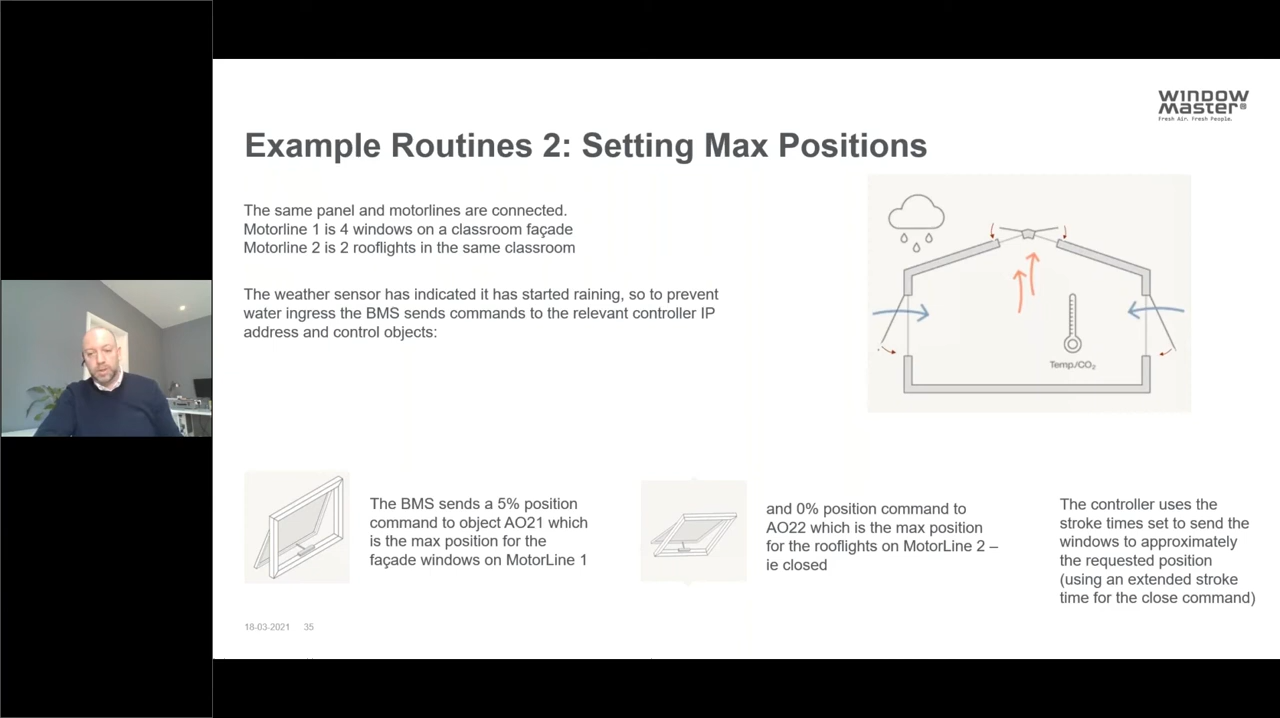 WINDOW
Master®
Fresh Air. Fresh People.
Example Routines 2: Setting Max Positions
The same panel and motorlines are connected.
Motorline 1 is 4 windows on a classroom façade
Motorline 2 is 2 rooflights in the same classroom
The weather sensor has indicated it has started raining, so to prevent
water ingress the BMS sends commands to the relevant controller IP
address and control objects:
Temp./CO₂
The BMS sends a 5% position
command to object AO21 which
is the max position for the
façade windows on MotorLine 1
and 0% position command to
AO22 which is the max position
for the rooflights on MotorLine 2 –
ie closed
The controller uses the
stroke times set to send the
windows to approximately
the requested position
(using an extended stroke
time for the close command)
18-03-2021 35